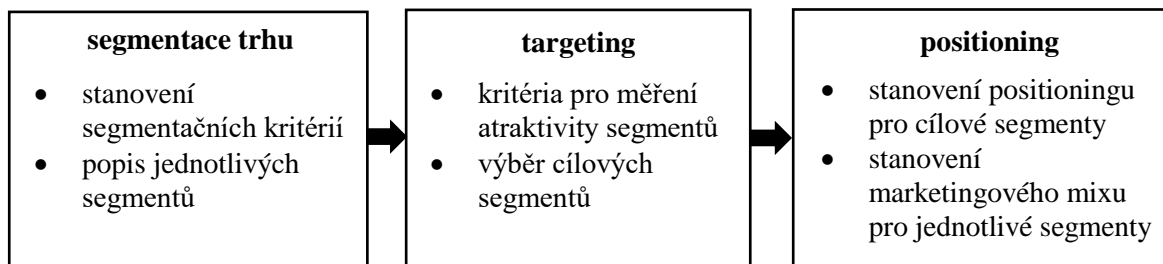 segmentace trhu
• stanovení
segmentačních kritérií
• popis jednotlivých
segmentů
targeting
• kritéria pro měření
atraktivity segmentů
• výběr cílových
segmentů
positioning
• stanovení positioningu
pro cílové segmenty
• stanovení
marketingového mixu
pro jednotlivé segmenty